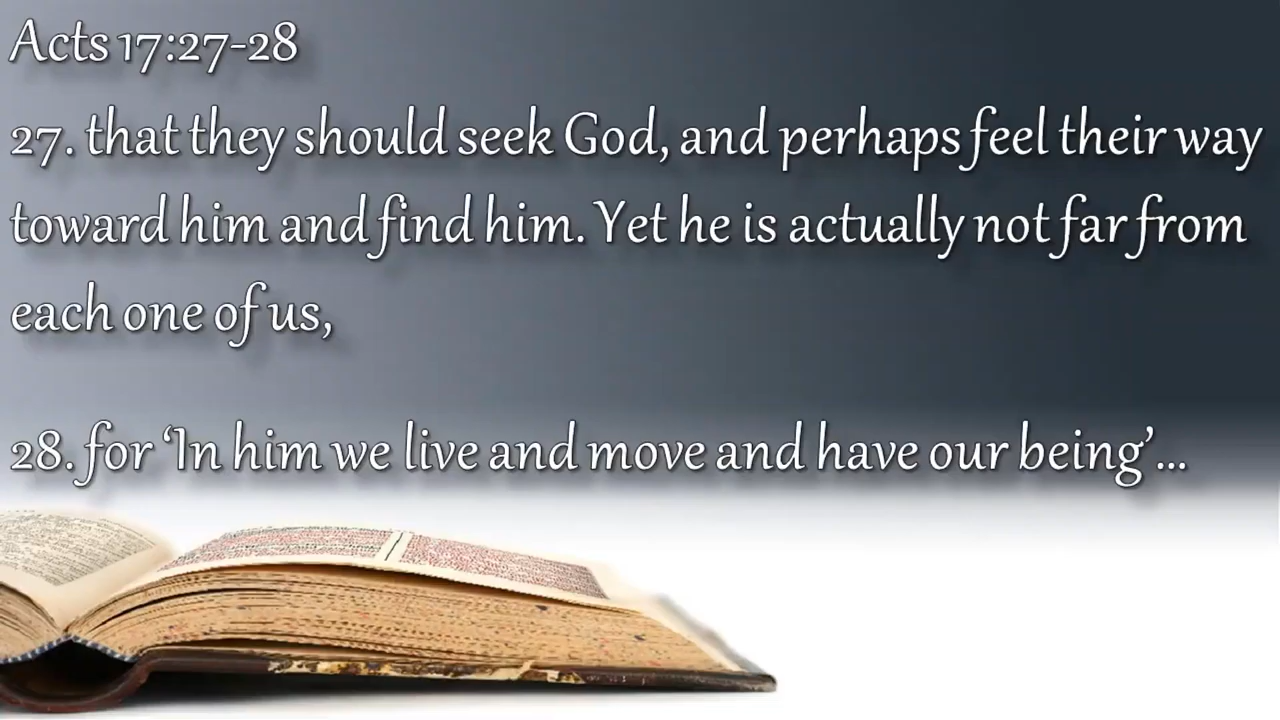 Acts 17:27-28
27. that they should seek God, and perhaps feel their way
toward him and find him. Yet he is actually not far from
each one of us,
28. for ‘In him we live and move and have our being’...